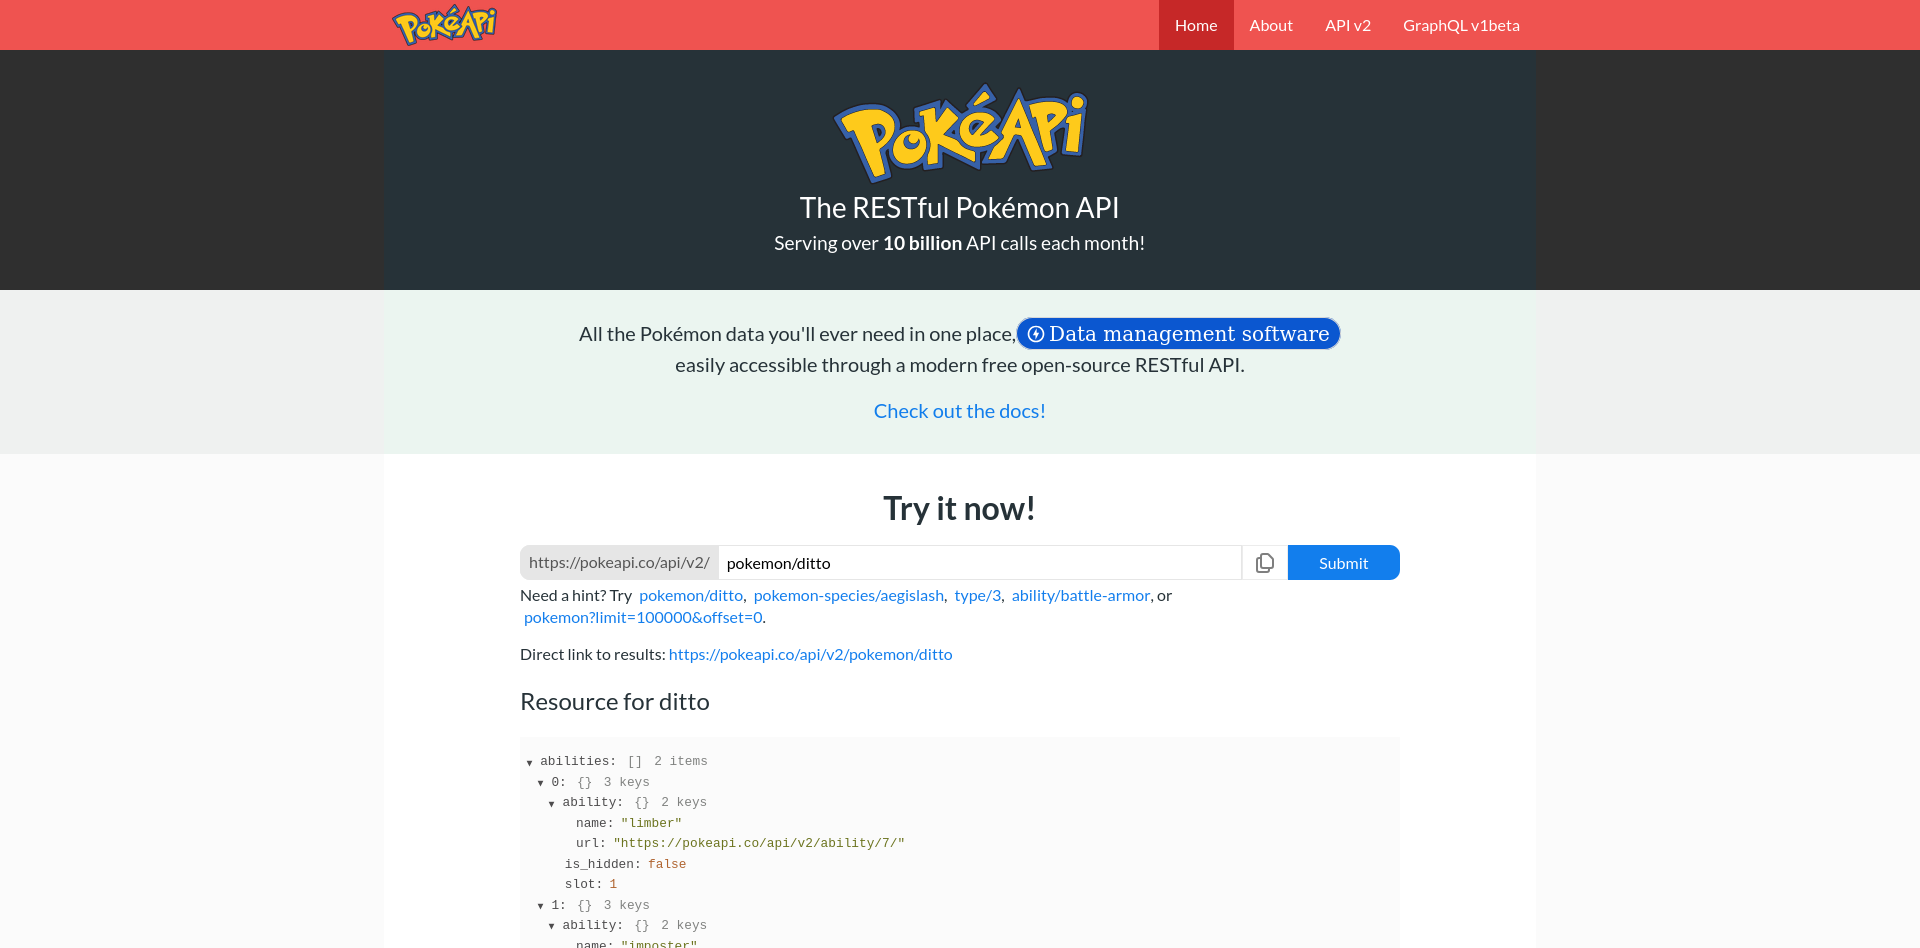 PokéApi
Home
About
API v2
GraphQL v1beta
PokéApi
The RESTful Pokémon API
Serving over 10 billion API calls each month!
All the Pokémon data you'll ever need in one place, Data management software
easily accessible through a modern free open-source RESTful API.
Check out the docs!
Try it now!
https://pokeapi.co/api/v2/ pokemon/ditto Submit
Need a hint? Try pokemon/ditto, pokemon-species/aegislash, type/3, ability/battle-armor, or
pokemon?limit=100000&offset=0.
Direct link to results: https://pokeapi.co/api/v2/pokemon/ditto
Resource for ditto
▼ abilities: [] 2 items
▼ 0: {} 3 keys
▼ ability: {} 2 keys
name: "limber"
url: "https://pokeapi.co/api/v2/ability/7/"
is_hidden: false
slot: 1
▼ 1: {} 3 keys
▼ ability: {} 2 keys
name: "imposter"